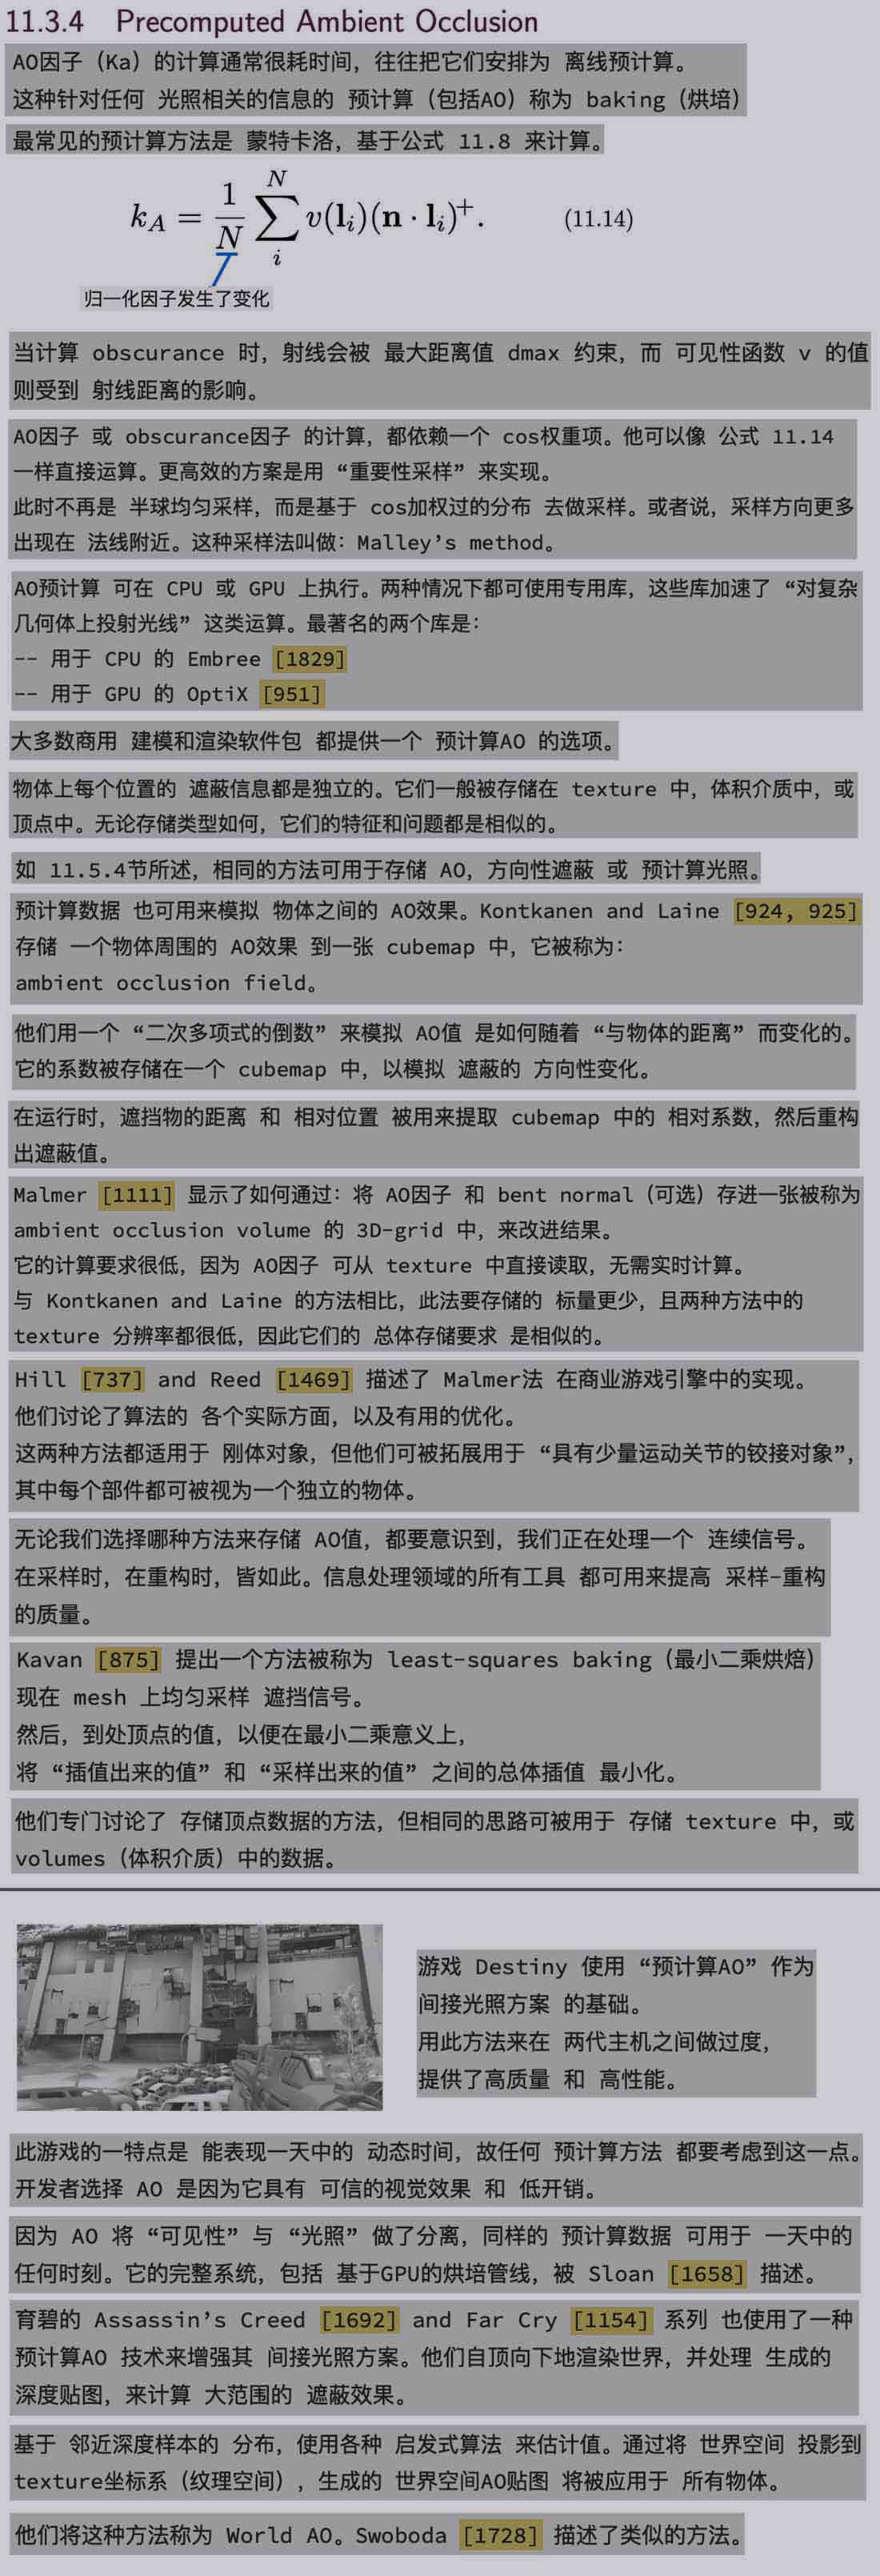 11.3.4 Precomputed Ambient Occlusion
AO因子（Ka）的计算通常很耗时间，往往把它们安排为 离线预计算。
这种针对任何 光照相关的信息的 预计算（包括AO）称为 baking（烘培）
最常见的预计算方法是 蒙特卡洛，基于公式 11.8 来计算。
k_A = \frac{1}{N} \sum_{i}^{N} v(l_i)(n · l_i)^+. (11.14)
归一化因子发生了变化
当计算 obscurance 时，射线会被 最大距离值 dmax 约束，而 可见性函数 v 的值
则受到 射线距离的影响。
AO因子 或 obscurance因子 的计算，都依赖一个 cos权重项。他可以像 公式 11.14
一样直接运算。更高效的方案是用 “重要性采样” 来实现。
此时不再是 半球均匀采样，而是基于 cos加权过的分布 去做采样。或者说，采样方向更多
出现在 法线附近。这种采样法叫做：Malley’s method。
AO预计算 可在 CPU 或 GPU 上执行。两种情况下都可使用专用库，这些库加速了 “对复杂
几何体上投射光线” 这类运算。最著名的两个库是：
-- 用于 CPU 的 Embree [1829]
-- 用于 GPU 的 OptiX [951]
大多数商用 建模和渲染软件包 都提供一个 预计算AO 的选项。
物体上每个位置的 遮蔽信息都是独立的。它们一般被存储在 texture 中，体积介质中，或
顶点中。无论存储类型如何，它们的特征和问题都是相似的。
如 11.5.4节所述，相同的方法可用于存储 AO，方向性遮蔽 或 预计算光照。
预计算数据 也可用来模拟 物体之间的 AO效果。Kontkanen and Laine [924, 925]
存储 一个物体周围的 AO效果 到一张 cubemap 中，它被称为：
ambient occlusion field。
他们用一个 “二次多项式的倒数” 来模拟 AO值 是如何随着 “与物体的距离” 而变化的。
它的系数被存储在一个 cubemap 中，以模拟 遮蔽的 方向性变化。
在运行时，遮挡物的距离 和 相对位置 被用来提取 cubemap 中的 相对系数，然后重构
出遮蔽值。
Malmer [1111] 显示了如何通过：将 AO因子 和 bent normal（可选）存进一张被称为
ambient occlusion volume 的 3D-grid 中，来改进结果。
它的计算要求很低，因为 AO因子 可从 texture 中直接读取，无需实时计算。
与 Kontkanen and Laine 的方法相比，此法要存储的 标量更少，且两种方法中的
texture 分辨率都很低，因此它们的 总体存储要求 是相似的。
Hill [737] and Reed [1469] 描述了 Malmer法 在商业游戏引擎中的实现。
他们讨论了算法的 各个实际方面，以及有用的优化。
这两种方法都适用于 刚体对象，但他们可被拓展用于 “具有少量运动关节的铰接对象”，
其中每个部件都可被视为一个独立的物体。
无论我们选择哪种方法来存储 AO值，都要意识到，我们正在处理一个 连续信号。
在采样时，在重构时，皆如此。信息处理领域的所有工具 都可用来提高 采样-重构
的质量。
Kavan [875] 提出一个方法被称为 least-squares baking（最小二乘烘焙）
现在 mesh 上均匀采样 遮挡信号。
然后，到处顶点的值，以便在最小二乘意义上，
将 “插值出来的值” 和 “采样出来的值” 之间的总体插值 最小化。
他们专门讨论了 存储顶点数据的方法，但相同的思路可被用于 存储 texture 中，或
volumes（体积介质）中的数据。
游戏 Destiny 使用 “预计算AO” 作为
间接光照方案 的基础。
用此方法来在 两代主机之间做过度，
提供了高质量 和 高性能。
此游戏的一特点是 能表现一天中的 动态时间，故任何 预计算方法 都要考虑到这一点。
开发者选择 AO 是因为它具有 可信的视觉效果 和 低开销。
因为 AO 将 “可见性” 与 “光照” 做了分离，同样的 预计算数据 可用于 一天中的
任何时刻。它的完整系统，包括 基于GPU的烘培管线，被 Sloan [1658] 描述。
育碧的 Assassin’s Creed [1692] and Far Cry [1154] 系列 也使用了一种
预计算AO 技术来增强其 间接光照方案。他们自顶向下地渲染世界，并处理 生成的
深度贴图，来计算 大范围的 遮蔽效果。
基于 邻近深度样本的 分布，使用各种 启发式算法 来估计值。通过将 世界空间 投影到
texture坐标系（纹理空间），生成的 世界空间AO贴图 将被应用于 所有物体。
他们将这种方法称为 World AO。Swoboda [1728] 描述了类似的方法。